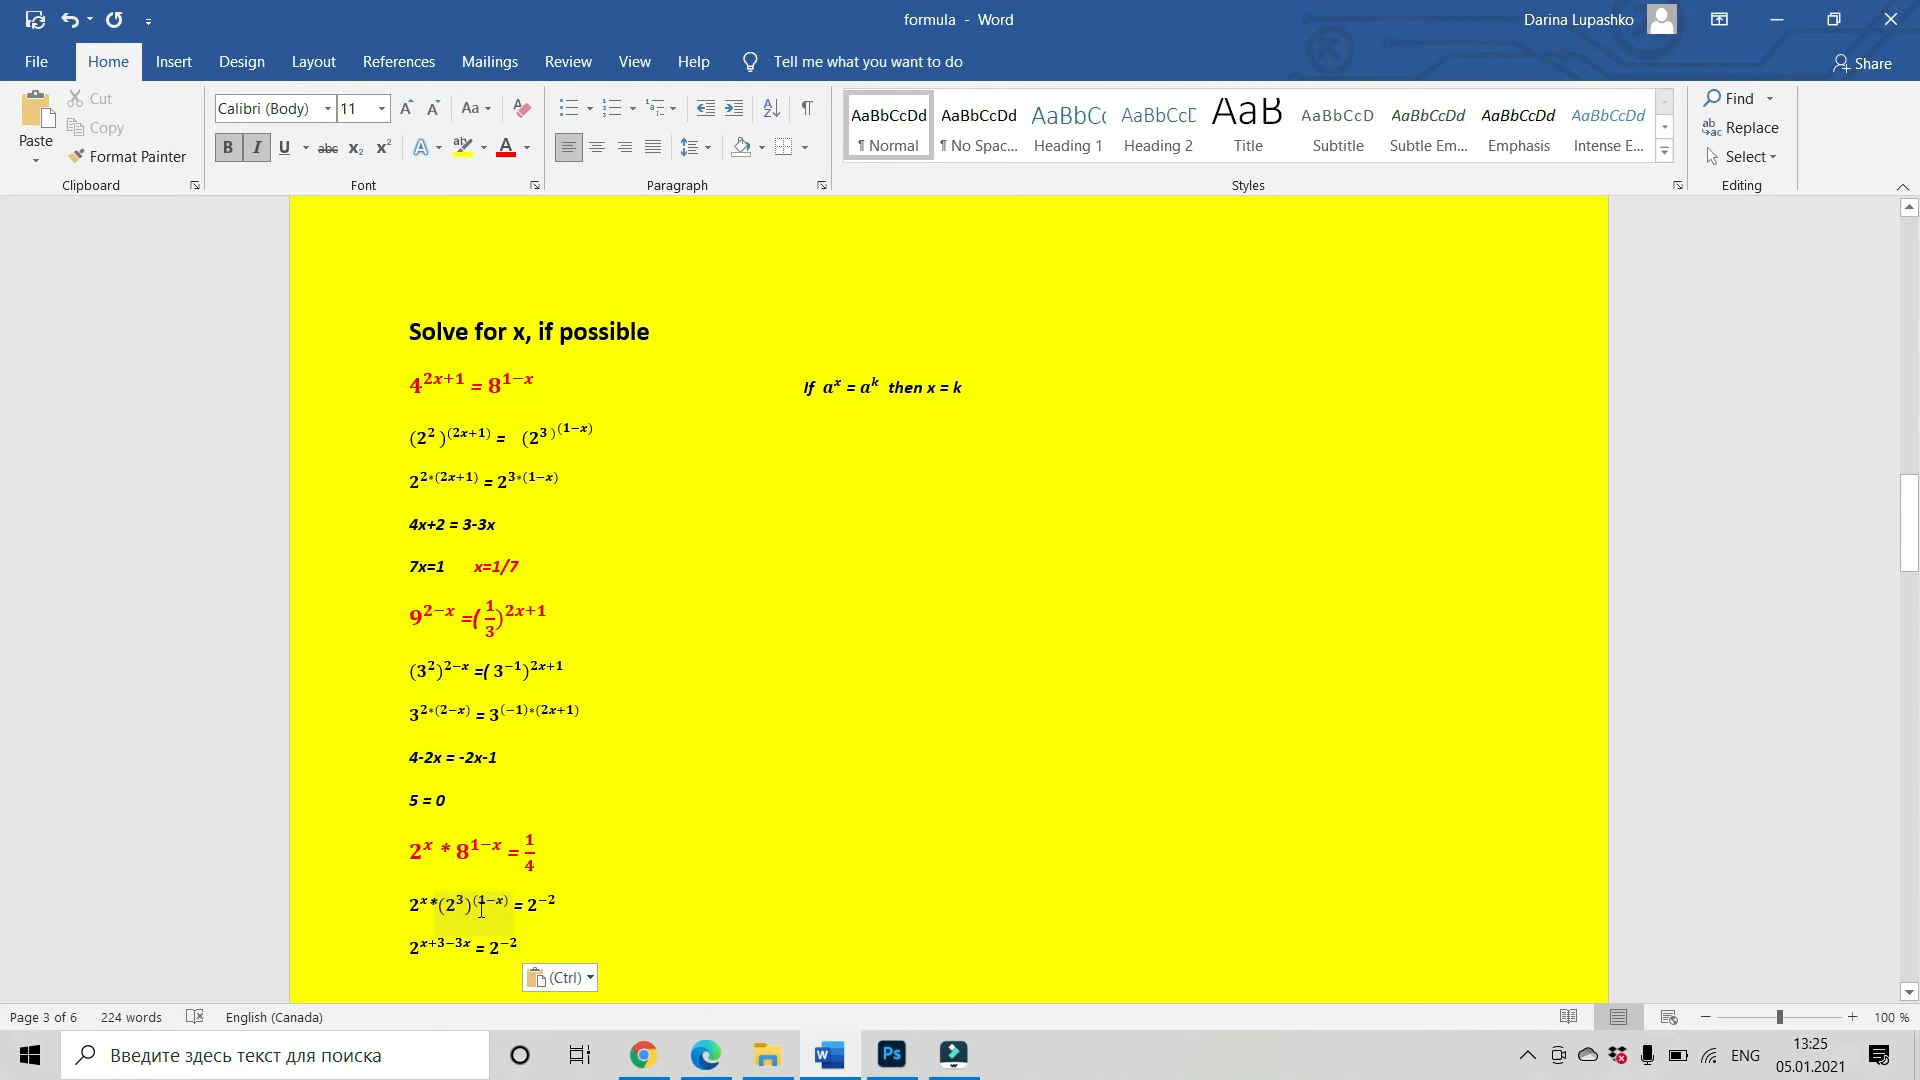 formula - Word
Darina Lupashko
File Home Insert Design Layout References Mailings Review View Help Tell me what you want to do Share
Paste
Cut
Copy
Format Painter
Clipboard
Calibri (Body) 11
Font
Paragraph
AaBbCcDd AaBbCcDd AaBbCc AaBbCcD AaB AaBbCcD AaBbCcDd AaBbCcDd AaBbCcDd
¶ Normal ¶ No Spac... Heading 1 Heading 2 Title Subtitle Subtle Em... Emphasis Intense E...
Styles
Find
Replace
Select
Editing
Solve for x, if possible
4^{2x+1} = 8^{1−x} If a^x = a^k then x = k
(2^2 )^{(2x+1)} = (2^3 )^{(1−x)}
2^{2*(2x+1)} = 2^{3*(1−x)}
4x+2 = 3-3x
7x=1 x=1/7
9^{2−x} =( 1/3)^{2x+1}
(3^2)^{2−x} =( 3^{−1})^{2x+1}
3^{2*(2−x)} = 3^{(−1)*(2x+1)}
4-2x = -2x-1
5 = 0
2^x * 8^{1−x} = 1/4
2^x*(2^3)^{(1−x)} = 2^{−2}
2^{x+3−3x} = 2^{−2}
(Ctrl)
Page 3 of 6 224 words English (Canada) 100 %
Введите здесь текст для поиска
ENG
13:25
05.01.2021